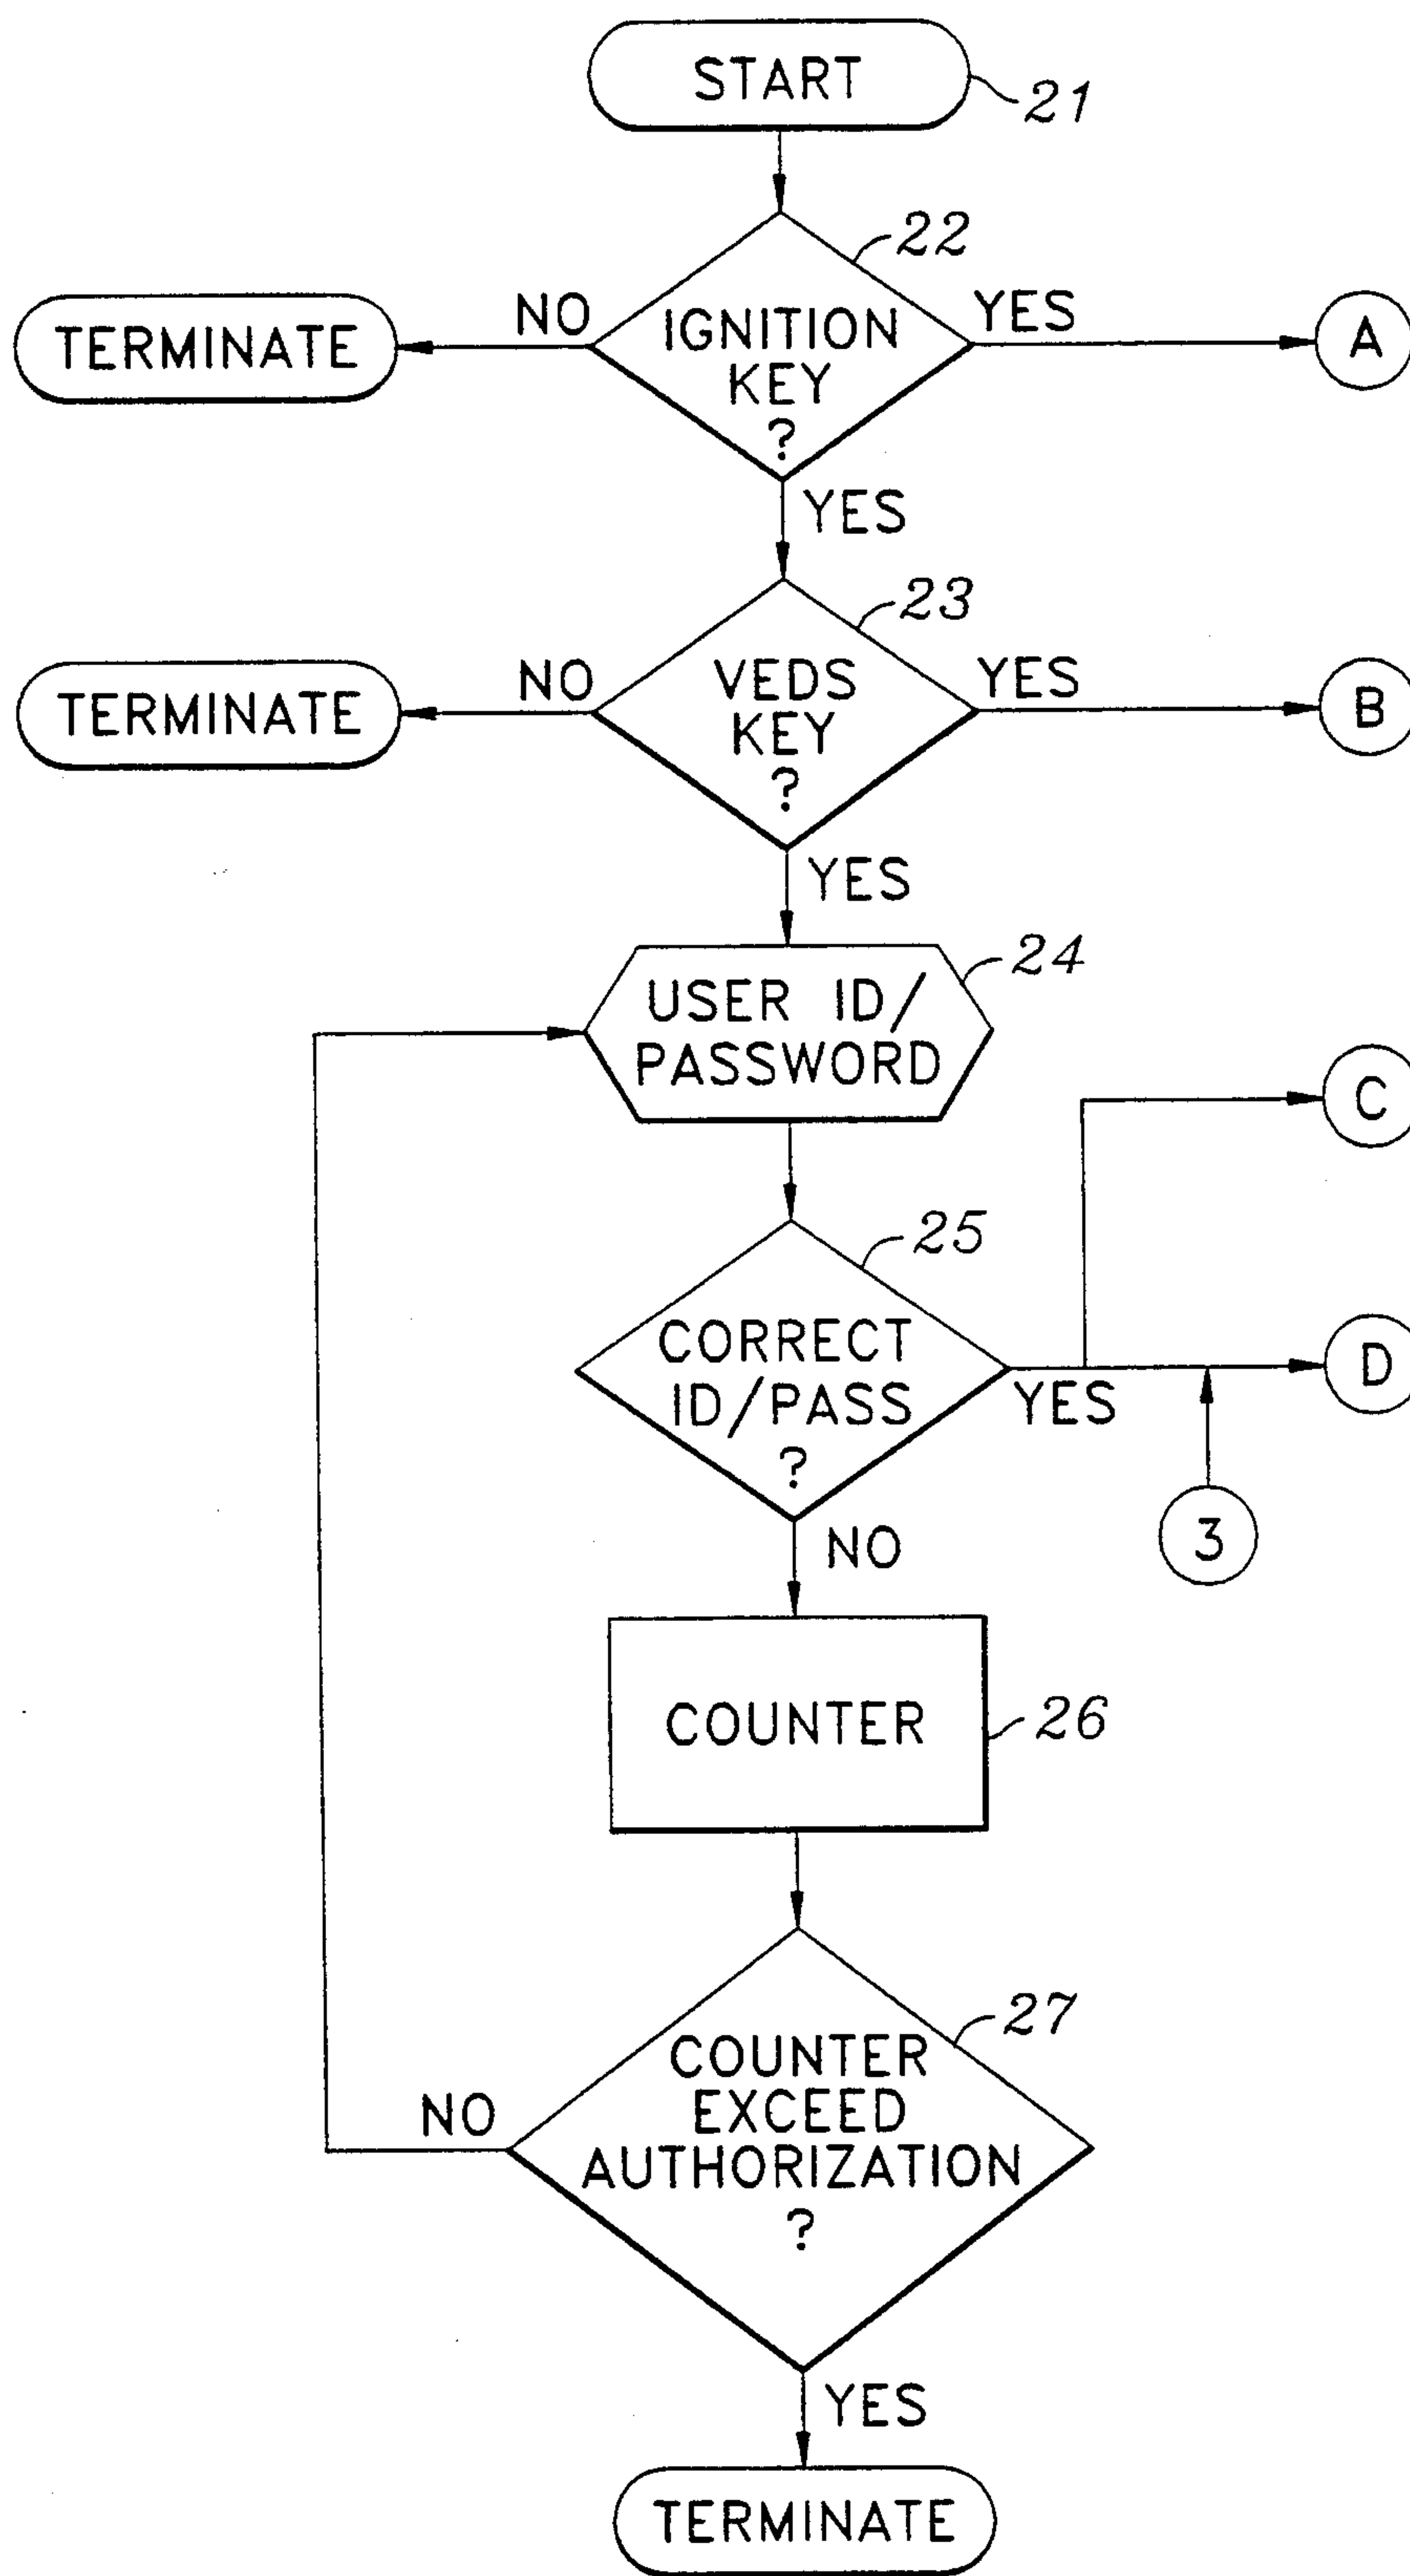 START
21
22
NO
YES
TERMINATE
IGNITION
KEY
?
A
YES
23
NO
YES
TERMINATE
VEDS
KEY
?
B
YES
24
USER ID/
PASSWORD
C
25
CORRECT
ID/PASS
?
YES
D
NO
3
COUNTER
26
27
COUNTER
EXCEED
AUTHORIZATION
?
NO
YES
TERMINATE